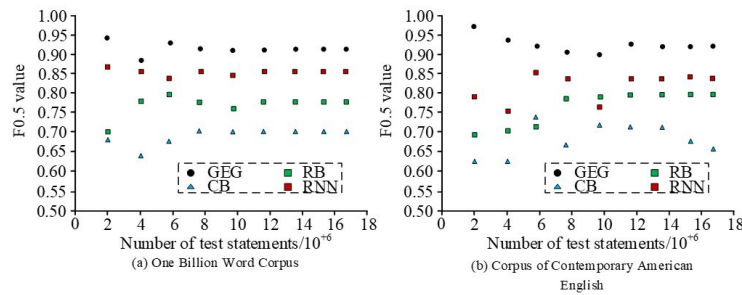 1.00
0.95
0.90
0.85
0.80
0.75
0.70
0.65
0.60
0.55
0.50
F0.5 value
GEG RB
CB RNN
0 2 4 6 8 10 12 14 16 18
Number of test statements/10^+6
(a) One Billion Word Corpus
1.00
0.95
0.90
0.85
0.80
0.75
0.70
0.65
0.60
0.55
0.50
F0.5 value
GEG RB
CB RNN
0 2 4 6 8 10 12 14 16 18
Number of test statements/10^+6
(b) Corpus of Contemporary American
English